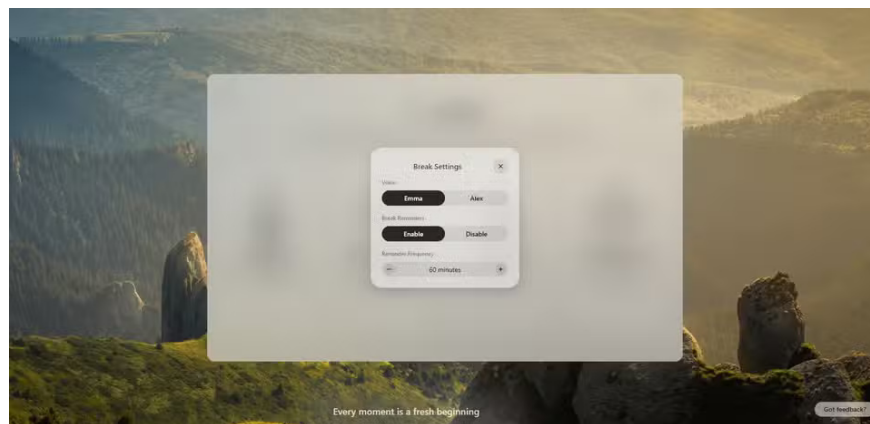 Break Settings
Voice
Emma Alex
Break Reminders
Enable Disable
Reminder Frequency
60 minutes
Every moment is a fresh beginning
Got feedback?